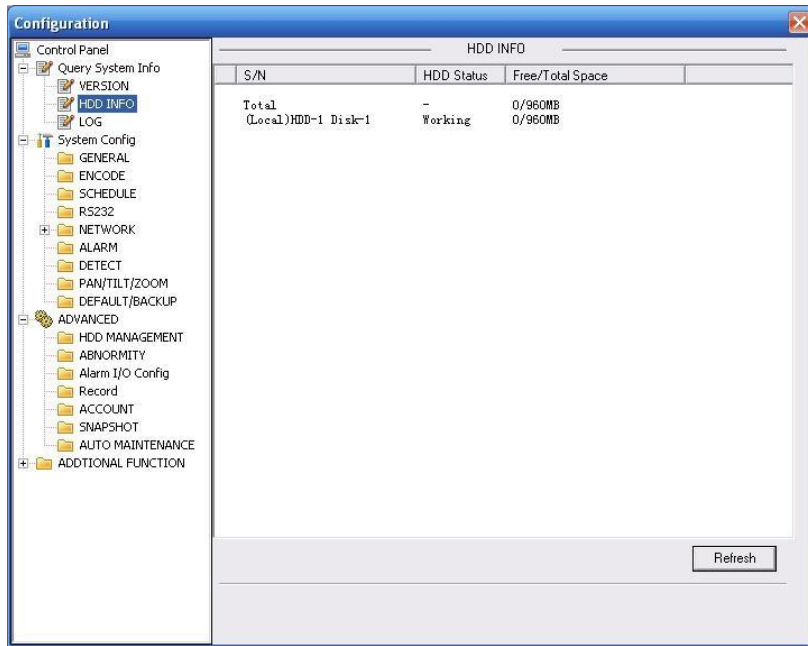 Configuration
Control Panel
Query System Info
VERSION
HDD INFO
LOG
System Config
GENERAL
ENCODE
SCHEDULE
RS232
NETWORK
ALARM
DETECT
PAN/TILT/ZOOM
DEFAULT/BACKUP
ADVANCED
HDD MANAGEMENT
ABNORMITY
Alarm I/O Config
Record
ACCOUNT
SNAPSHOT
AUTO MAINTENANCE
ADDTIONAL FUNCTION
HDD INFO
S/N HDD Status Free/Total Space
Total - 0/960MB
(Local)HDD-1 Disk-1 Working 0/960MB
Refresh